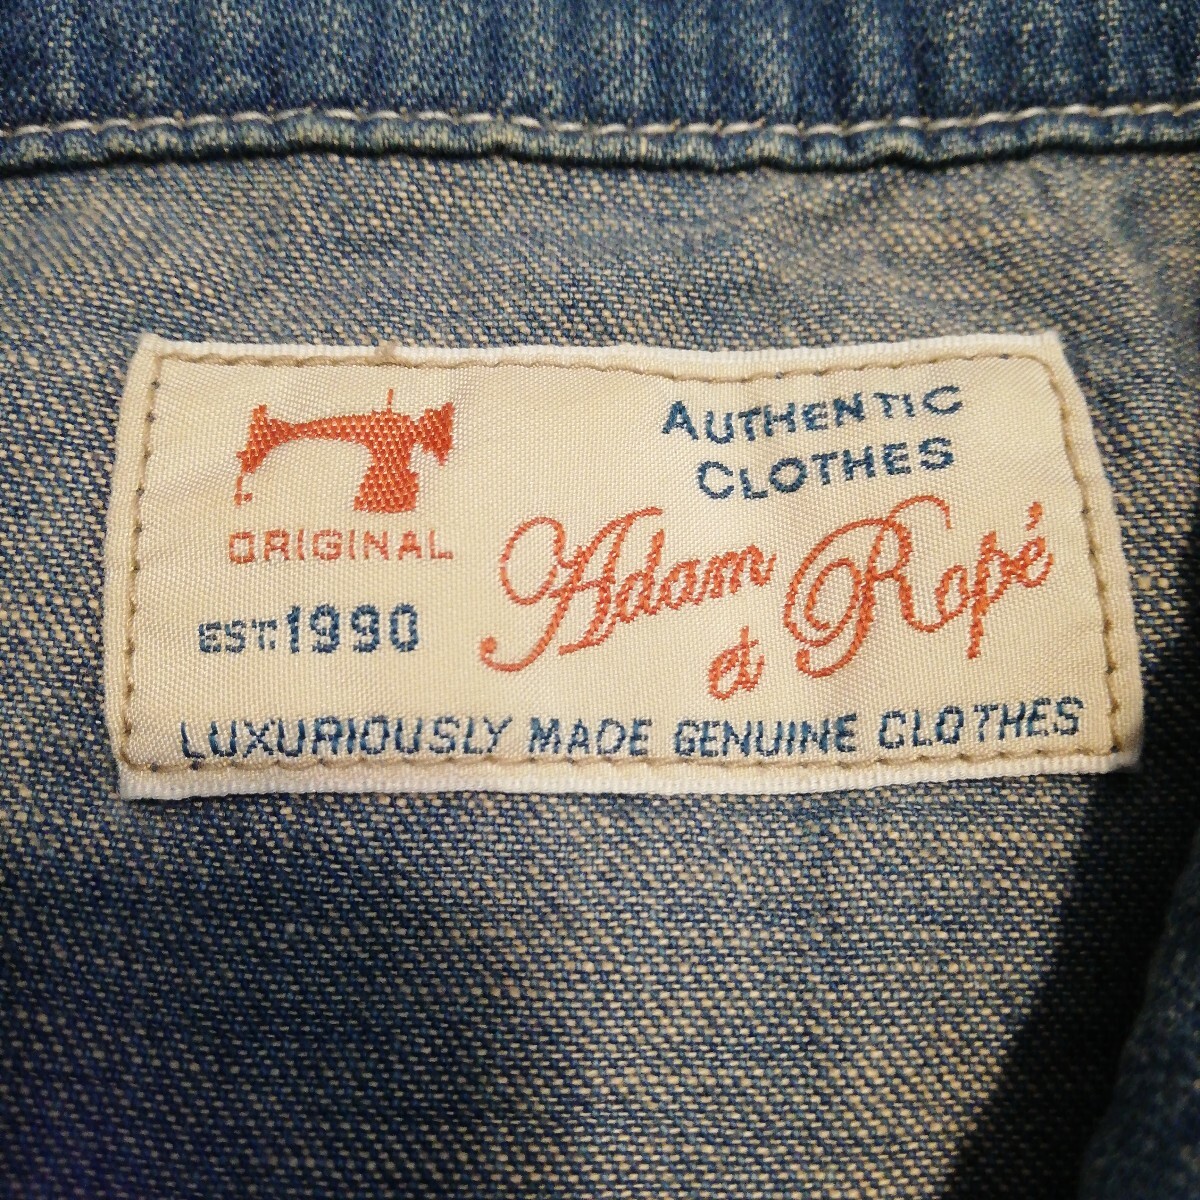 ORIGINAL
EST: 1990
AUTHENTIC
CLOTHES
Adam
et Ropé
LUXURIOUSLY MADE GENUINE CLOTHES